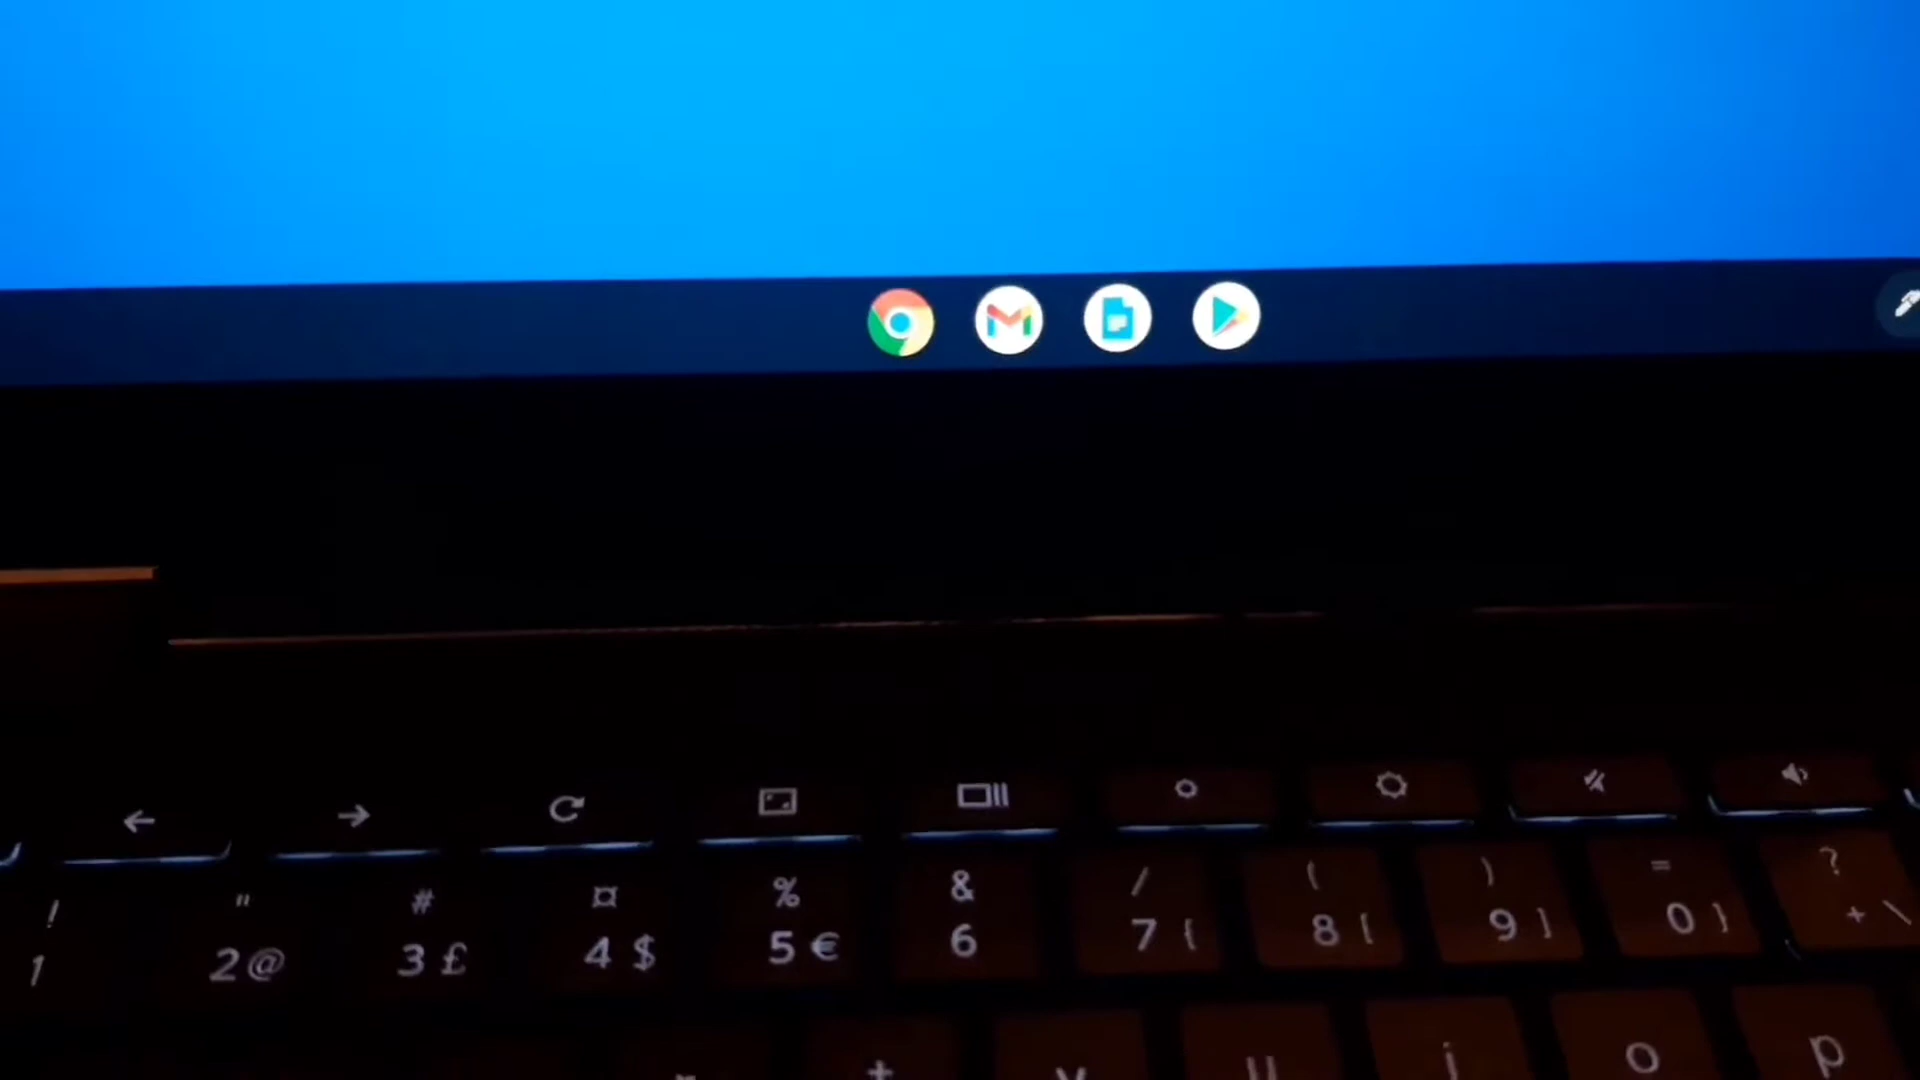 ! " # ¤ % & / ( ) = ?
1 2 @ 3 £ 4 $ 5 € 6 7 { 8 [ 9 ] 0 } + \
t y u i o p